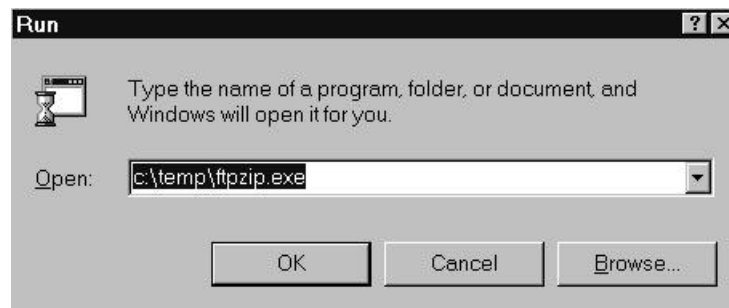 Run
Type the name of a program, folder, or document, and
Windows will open it for you.
Open: c:\temp\ftpzip.exe
OK Cancel Browse...